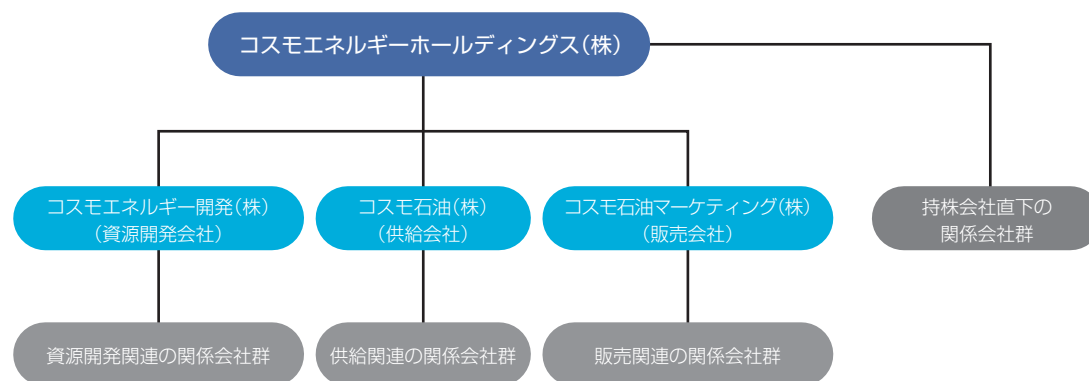 コスモエネルギーホールディングス(株)
コスモエネルギー開発(株)
(資源開発会社)
コスモ石油(株)
(供給会社)
コスモ石油マーケティング(株)
(販売会社)
持株会社直下の
関係会社群
資源開発関連の関係会社群
供給関連の関係会社群
販売関連の関係会社群